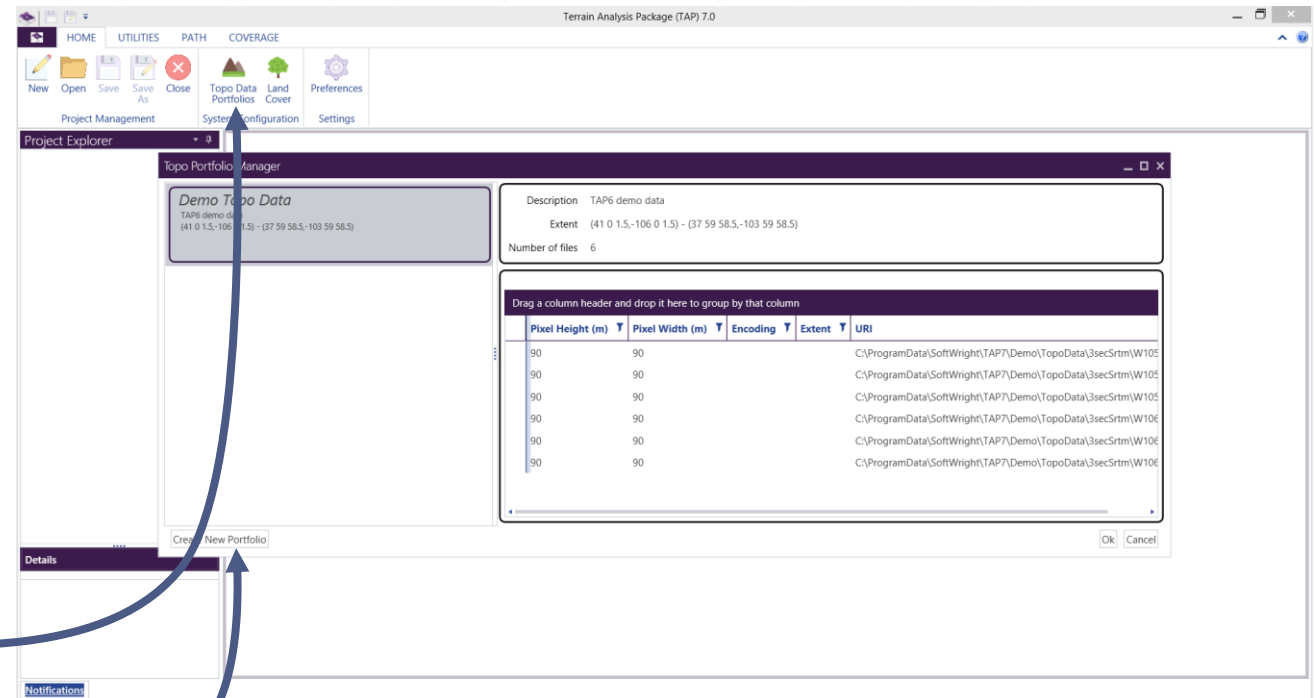 Terrain Analysis Package (TAP) 7.0
HOME UTILITIES PATH COVERAGE
New Open Save Save As Close Topo Data Portfolios Land Cover Preferences
Project Management System Configuration Settings
Project Explorer
Topo Portfolio Manager
Demo Topo Data
TAP6 demo data
(41 0 1.5,-106 0 1.5) - (37 59 58.5,-103 59 58.5)
Description TAP6 demo data
Extent (41 0 1.5,-106 0 1.5) - (37 59 58.5,-103 59 58.5)
Number of files 6
Drag a column header and drop it here to group by that column
Pixel Height (m) Pixel Width (m) Encoding Extent URI
90 90 C:\ProgramData\SoftWright\TAP7\Demo\TopoData\3secSrtm\W105
90 90 C:\ProgramData\SoftWright\TAP7\Demo\TopoData\3secSrtm\W105
90 90 C:\ProgramData\SoftWright\TAP7\Demo\TopoData\3secSrtm\W105
90 90 C:\ProgramData\SoftWright\TAP7\Demo\TopoData\3secSrtm\W106
90 90 C:\ProgramData\SoftWright\TAP7\Demo\TopoData\3secSrtm\W106
90 90 C:\ProgramData\SoftWright\TAP7\Demo\TopoData\3secSrtm\W106
Create New Portfolio Ok Cancel
Details
Notifications